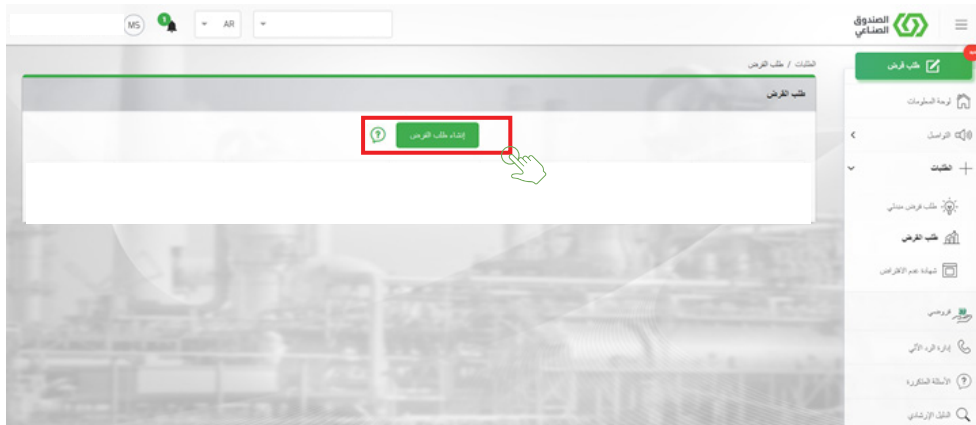 الصندوق
الصناعي
AR
1
MS
طلب قرض
لوحة المعلومات
التواصل
الطلبات
طلب قرض مبدئي
طلب القرض
شهادة عدم الاقتراض
قروضي
إدارة الرد الآلي
الأسئلة المتكررة
الدليل الإرشادي
الطلبات / طلب القرض
طلب القرض
إنشاء طلب القرض